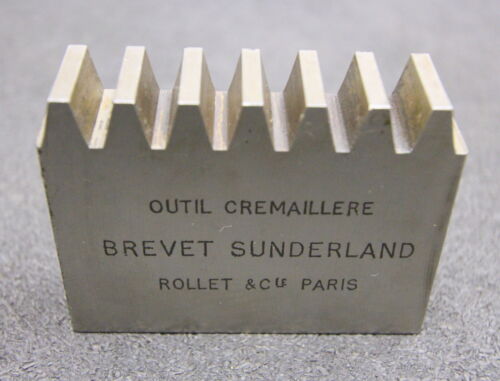 OUTIL CREMAILLERE
BREVET SUNDERLAND
ROLLET & CIE PARIS